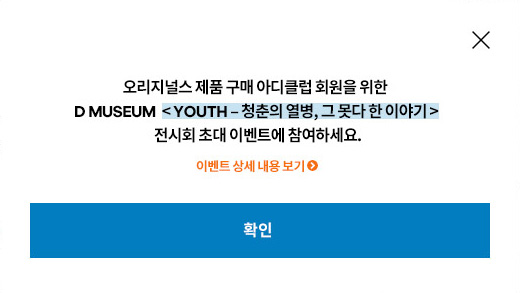 오리지널스 제품 구매 아디클럽 회원을 위한
D MUSEUM < YOUTH – 청춘의 열병, 그 못다 한 이야기 >
전시회 초대 이벤트에 참여하세요.
이벤트 상세 내용 보기
확인